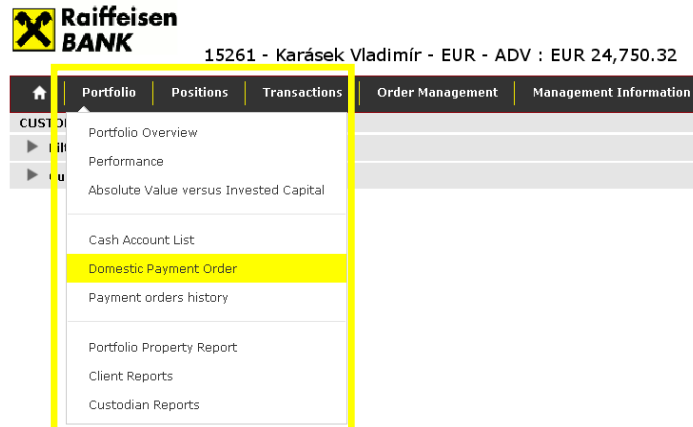 Raiffeisen
BANK
15261 - Karásek Vladimír - EUR - ADV : EUR 24,750.32
Portfolio Positions Transactions Order Management Management Information
Portfolio Overview
Performance
Absolute Value versus Invested Capital
Cash Account List
Domestic Payment Order
Payment orders history
Portfolio Property Report
Client Reports
Custodian Reports